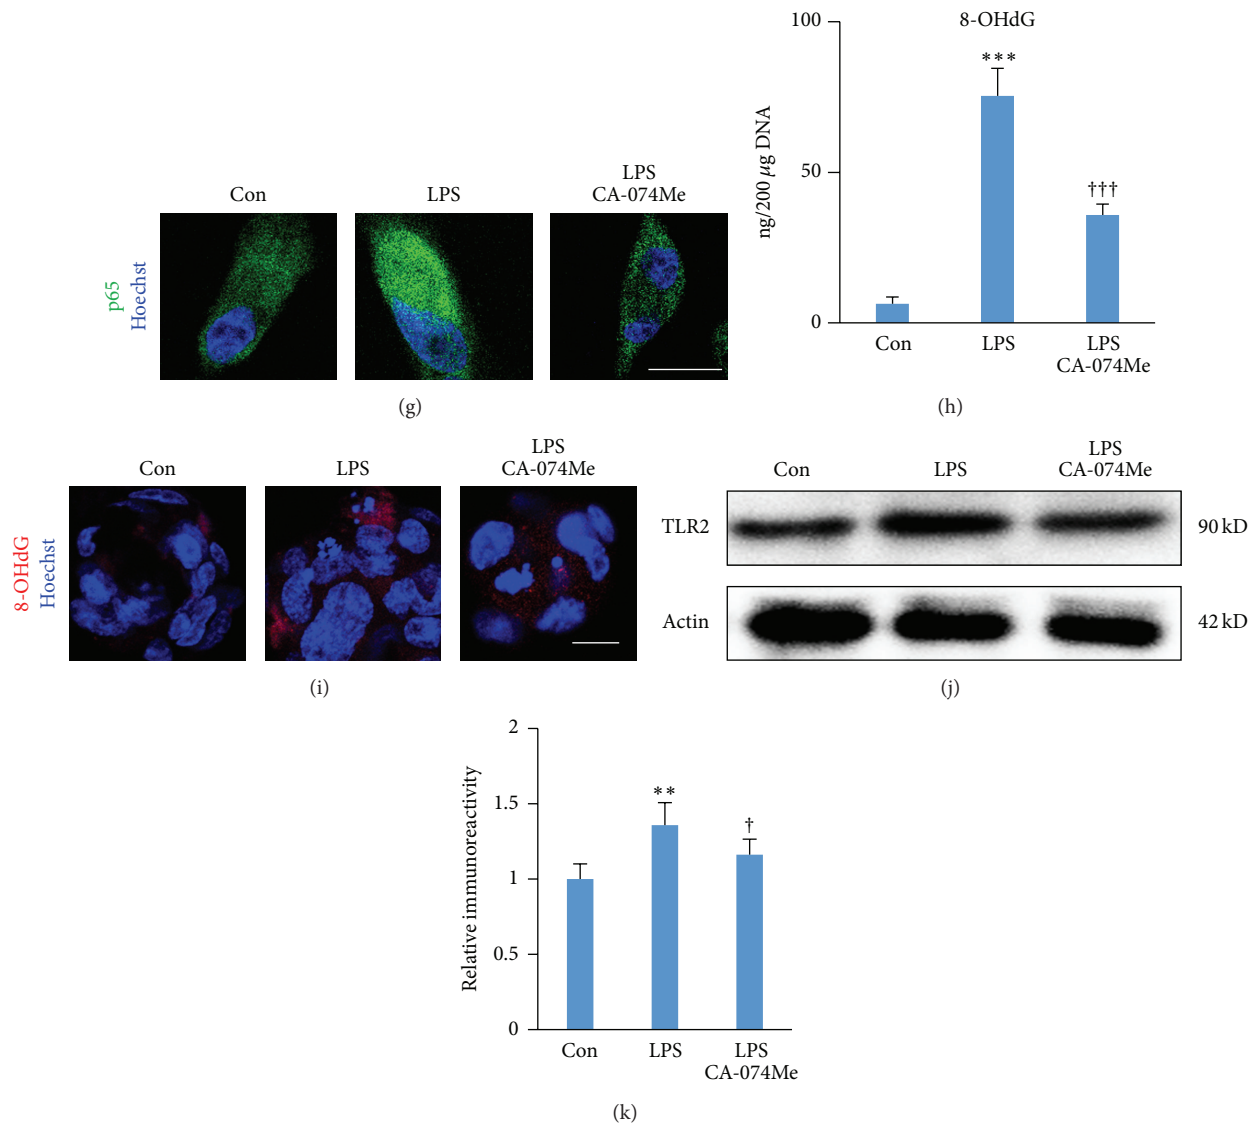 Con
LPS
LPS
CA-074Me
p65
Hoechst
(g)
8-OHdG
100
50
0
ng/200 μg DNA
***
†††
Con
LPS
LPS
CA-074Me
(h)
Con
LPS
LPS
CA-074Me
8-OHdG
Hoechst
(i)
Con
LPS
LPS
CA-074Me
TLR2
90 kD
Actin
42 kD
(j)
2
1.5
1
0.5
0
Relative immunoreactivity
**
†
Con
LPS
LPS
CA-074Me
(k)